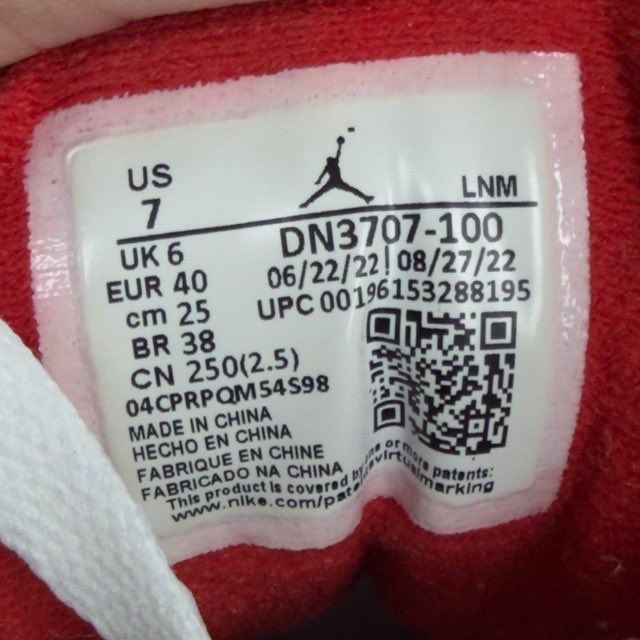 US
7
LNM
DN3707-100
UK 6
06/22/22 | 08/27/22
EUR 40
UPC 00196153288195
cm 25
BR 38
CN 250(2.5)
04CPRPQM54S98
MADE IN CHINA
HECHO EN CHINA
FABRIQUE EN CHINE
FABRICADO NA CHINA
This product is covered by one or more patents:
www.nike.com/patents/virtualmarking